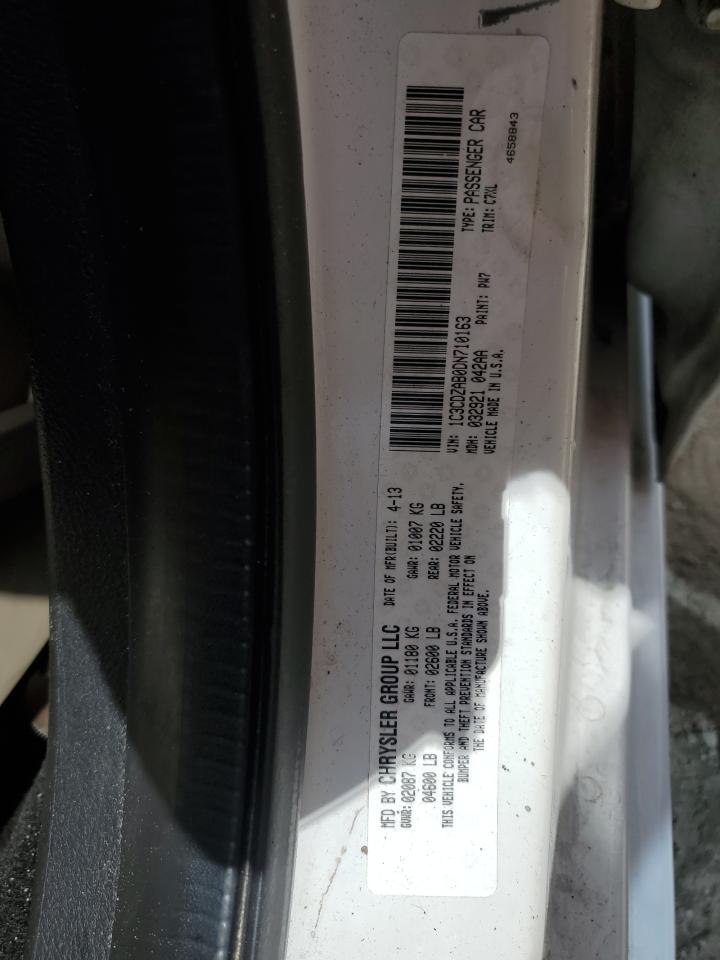 MFD BY CHRYSLER GROUP LLC DATE OF MFR(BUILT): 4-13
GVWR: 02087 KG GAWR: 01180 KG GAWR: 01007 KG
04600 LB FRONT: 02600 LB REAR: 02220 LB
THIS VEHICLE CONFORMS TO ALL APPLICABLE U.S.A. FEDERAL MOTOR VEHICLE SAFETY,
BUMPER AND THEFT PREVENTION STANDARDS IN EFFECT ON
THE DATE OF MANUFACTURE SHOWN ABOVE.
VIN: 1C3CDZAB0DN710163 TYPE: PASSENGER CAR
MDH: 032921 042AA PAINT: PW7 TRIM: C7XL
VEHICLE MADE IN U.S.A.
4658843